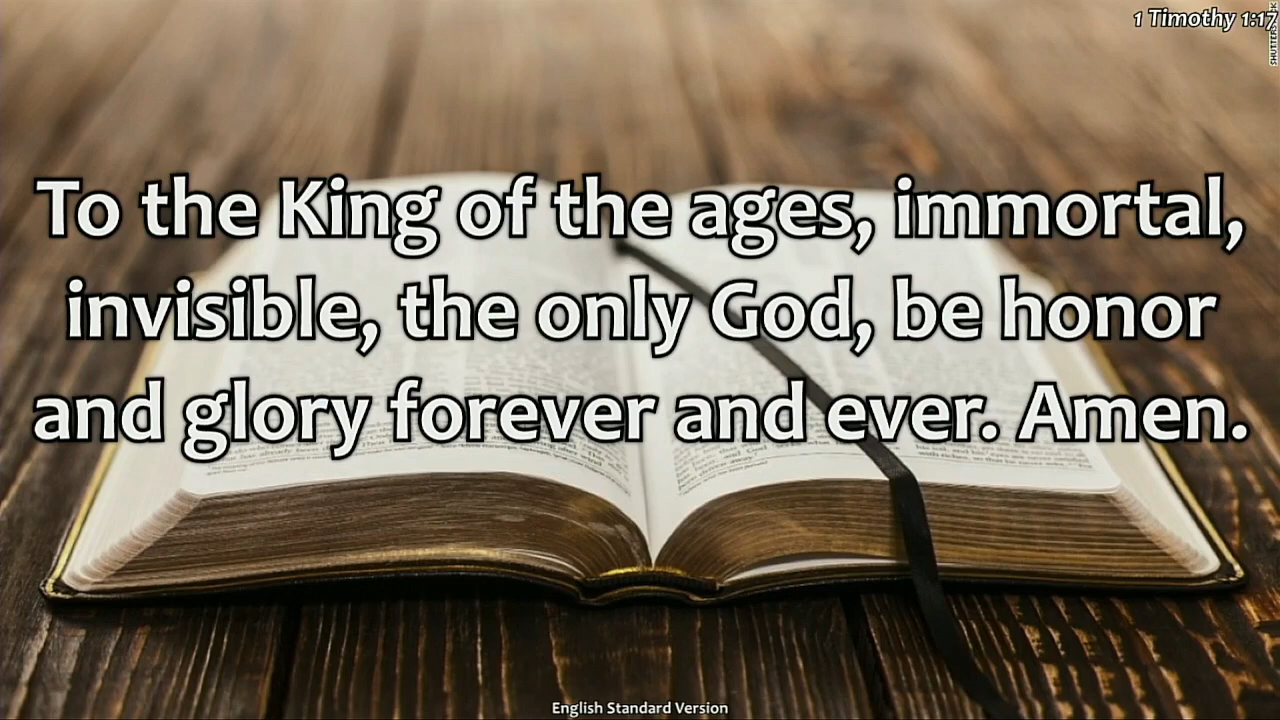 1 Timothy 1:17
To the King of the ages, immortal,
invisible, the only God, be honor
and glory forever and ever. Amen.
English Standard Version